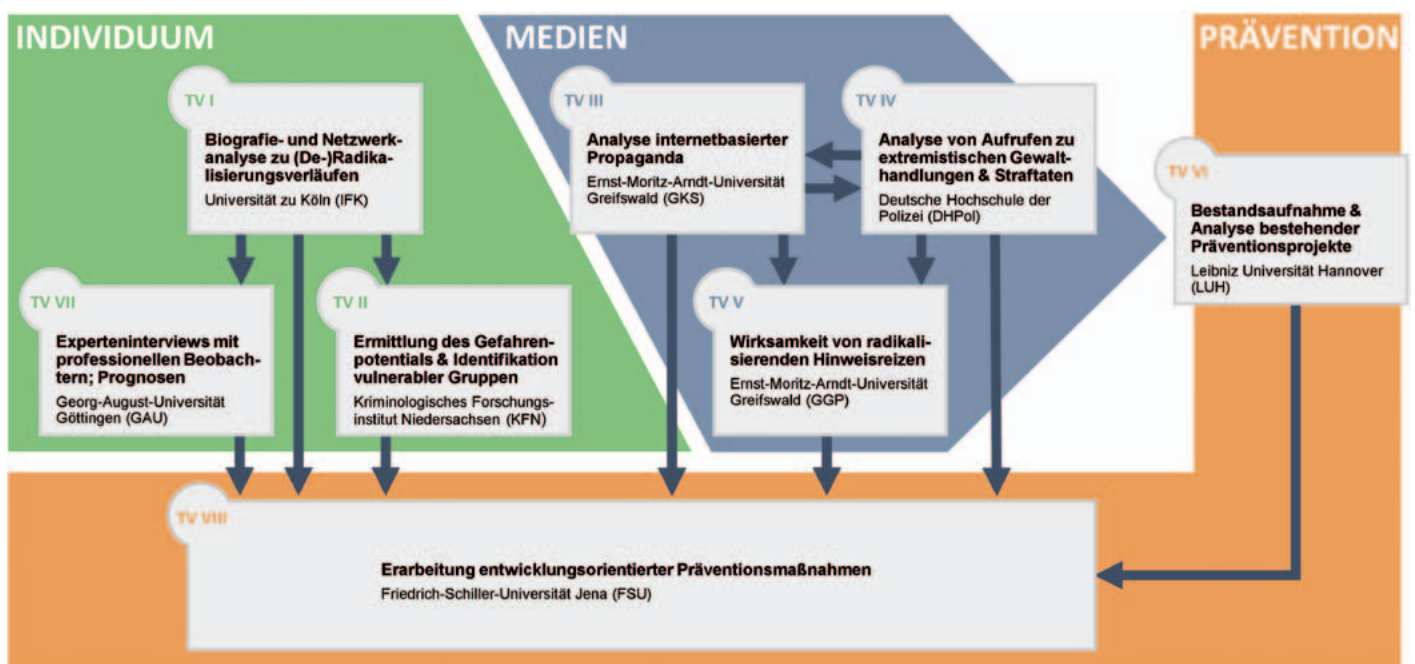 INDIVIDUUM
MEDIEN
PRÄVENTION
TV I
Biografie- und Netzwerk-
analyse zu (De-)Radika-
lisierungsverläufen
Universität zu Köln (IFK)
TV III
Analyse internetbasierter
Propaganda
Ernst-Moritz-Arndt-Universität
Greifswald (GKS)
TV IV
Analyse von Aufrufen zu
extremistischen Gewalt-
handlungen & Straftaten
Deutsche Hochschule der
Polizei (DHPol)
TV VI
Bestandsaufnahme &
Analyse bestehender
Präventionsprojekte
Leibniz Universität Hannover
(LUH)
TV VII
Experteninterviews mit
professionellen Beobach-
tern; Prognosen
Georg-August-Universität
Göttingen (GAU)
TV II
Ermittlung des Gefahren-
potentials & Identifikation
vulnerabler Gruppen
Kriminologisches Forschungs-
institut Niedersachsen (KFN)
TV V
Wirksamkeit von radikali-
sierenden Hinweisreizen
Ernst-Moritz-Arndt-Universität
Greifswald (GGP)
TV VIII
Erarbeitung entwicklungsorientierter Präventionsmaßnahmen
Friedrich-Schiller-Universität Jena (FSU)